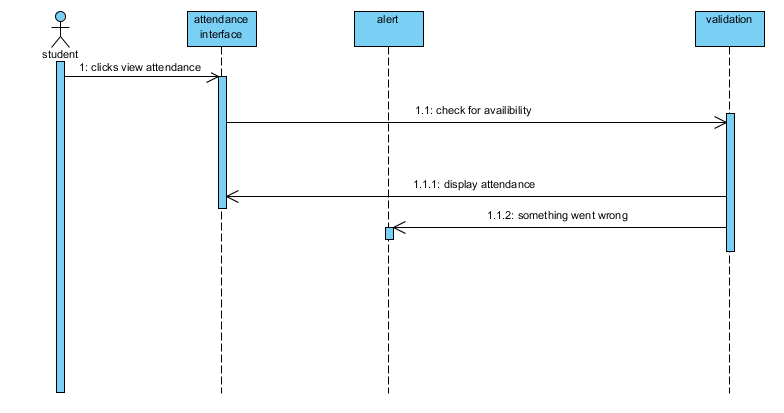 attendance
interface
alert
validation
student
1: clicks view attendance
1.1: check for availibility
1.1.1: display attendance
1.1.2: something went wrong